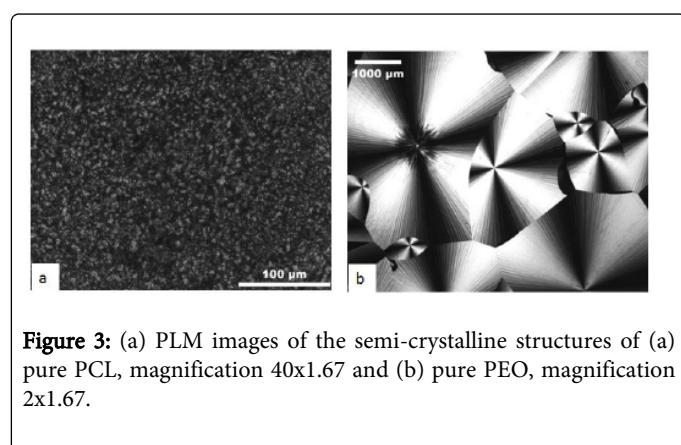 1000 µm
a
100 µm
b
Figure 3: (a) PLM images of the semi-crystalline structures of (a)
pure PCL, magnification 40x1.67 and (b) pure PEO, magnification
2x1.67.